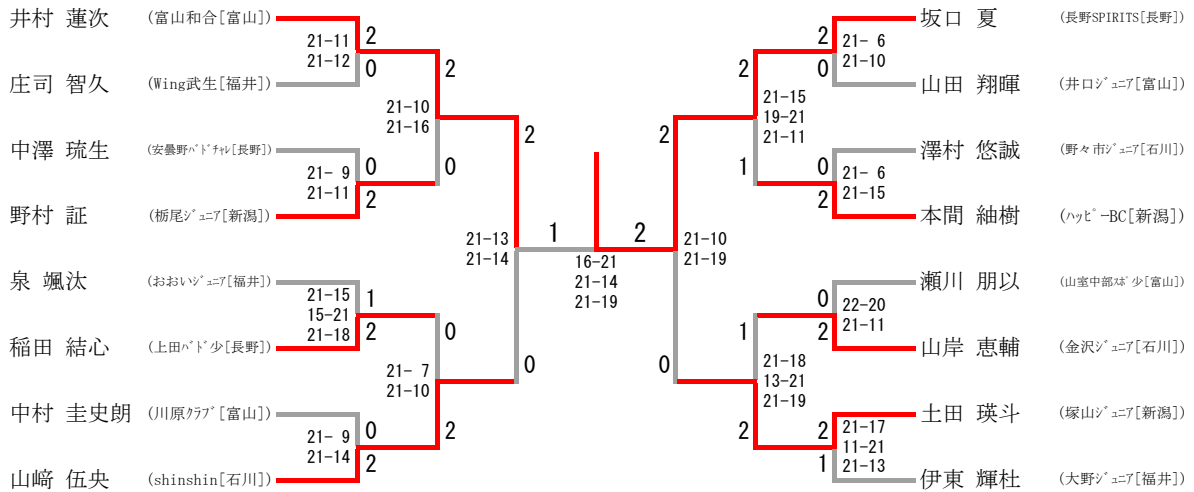 井村 蓮次 (富山和合[富山])
21-11 2
21-12 0
庄司 智久 (Wing武生[福井])
2
21-10
21-16
0
中澤 琉生 (安曇野ﾊﾞﾄﾞﾁｬﾚ[長野])
21- 9 0
21-11 2
野村 証 (栃尾ｼﾞｭﾆｱ[新潟])
2
21-13
21-14
0
泉 颯汰 (おおいｼﾞｭﾆｱ[福井])
21-15 1
15-21
21-18 2
稲田 結心 (上田ﾊﾞﾄﾞ少[長野])
0
21- 7
21-10
2
中村 圭史朗 (川原ｸﾗﾌﾞ[富山])
21- 9 0
21-14 2
山﨑 伍央 (shinshin[石川])
1 2
16-21
21-14
21-19
坂口 夏 (長野SPIRITS[長野])
2 21- 6
0 21-10
山田 翔暉 (井口ｼﾞｭﾆｱ[富山])
2
21-15
19-21
21-11
1
澤村 悠誠 (野々市ｼﾞｭﾆｱ[石川])
0 21- 6
2 21-15
本間 紬樹 (ﾊｯﾋﾟｰBC[新潟])
2
21-10
21-19
0
瀬川 朋以 (山室中部ｽﾎﾟ少[富山])
0 22-20
2 21-11
山岸 恵輔 (金沢ｼﾞｭﾆｱ[石川])
1
21-18
13-21
21-19
2
土田 瑛斗 (塚山ｼﾞｭﾆｱ[新潟])
2 21-17
11-21
1 21-13
伊東 輝杜 (大野ｼﾞｭﾆｱ[福井])